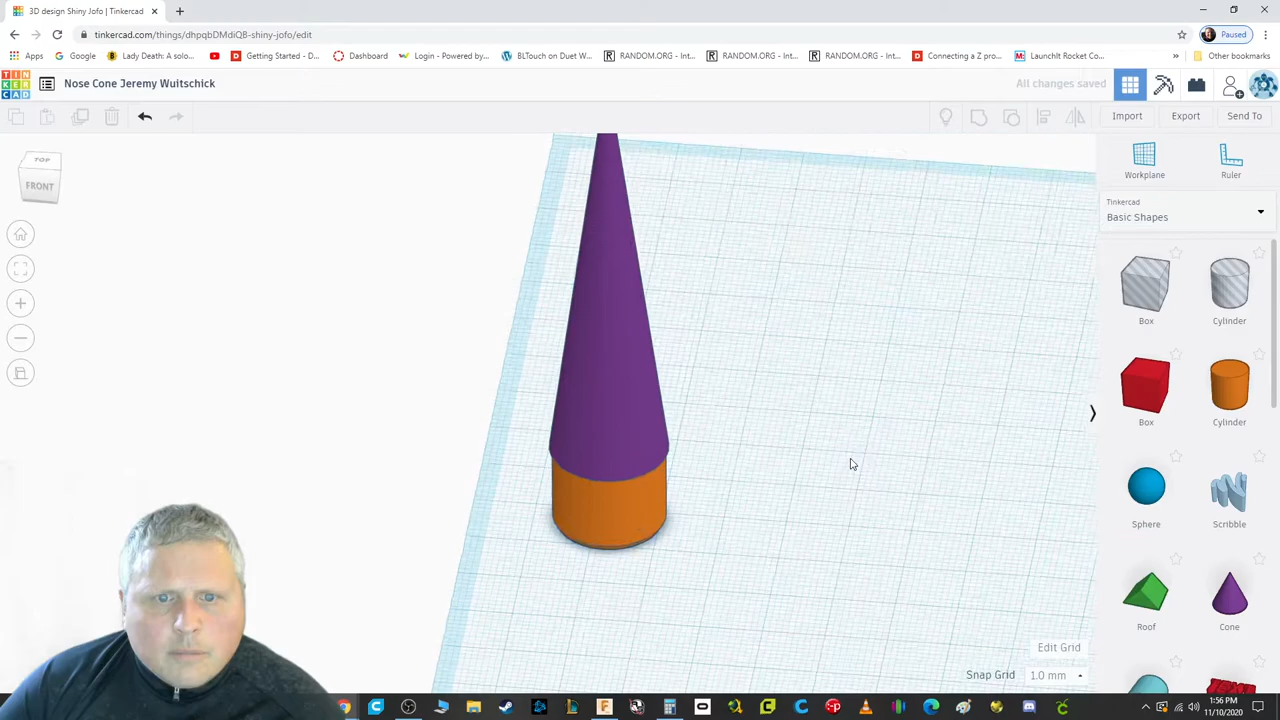 3D design Shiny Jofo | Tinkercad
tinkercad.com/things/dhpqbDMdiQB-shiny-jofo/edit
Paused
Apps
Lady Death: A solo...
Google
Getting Started - D...
Dashboard
Login - Powered by...
BLTouch on Duet W...
RANDOM.ORG - Int...
RANDOM.ORG - Int...
RANDOM.ORG - Int...
Connecting a Z pro...
LaunchIt Rocket Co...
»
Other bookmarks
TIN
KER
CAD
Nose Cone Jeremy Wuitschick
All changes saved
Import
Export
Send To
TOP
FRONT
Workplane
Ruler
Tinkercad
Basic Shapes
Box
Cylinder
Box
Cylinder
Sphere
Scribble
Roof
Cone
Edit Grid
Snap Grid 1.0 mm
1:56 PM
11/10/2020